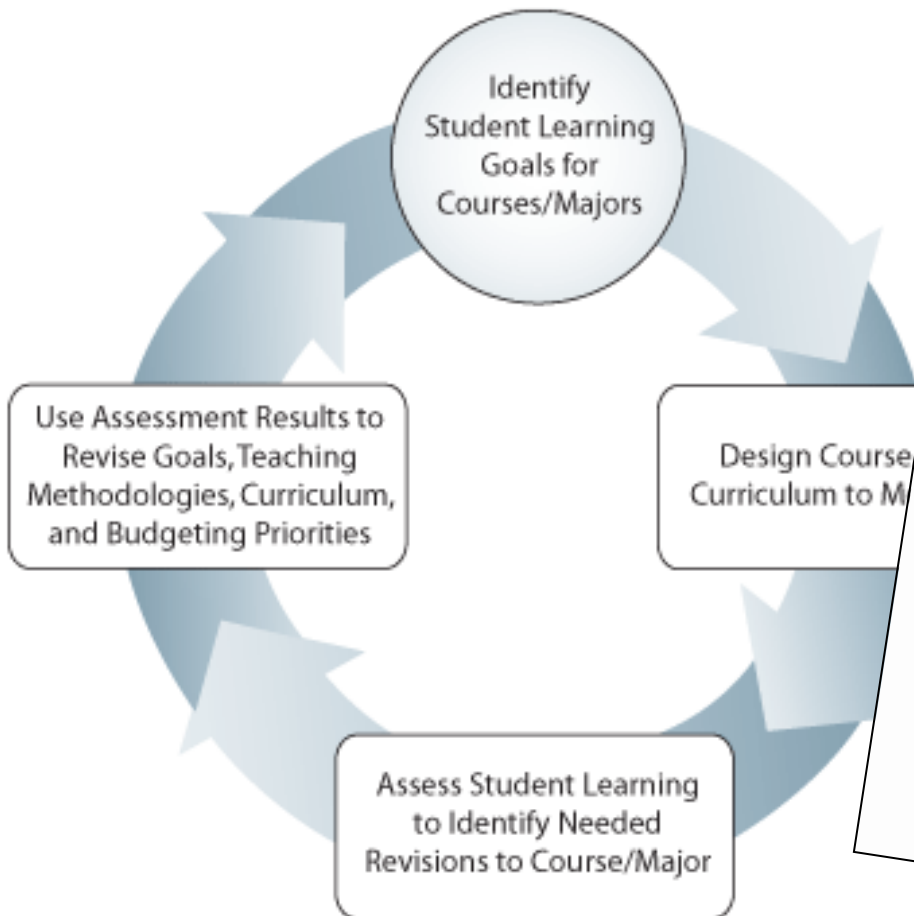 Identify
Student Learning
Goals for
Courses/Majors
Design Course
Curriculum to
Assess Student Learning
to Identify Needed
Revisions to Course/Major
Use Assessment Results to
Revise Goals, Teaching
Methodologies, Curriculum,
and Budgeting Priorities